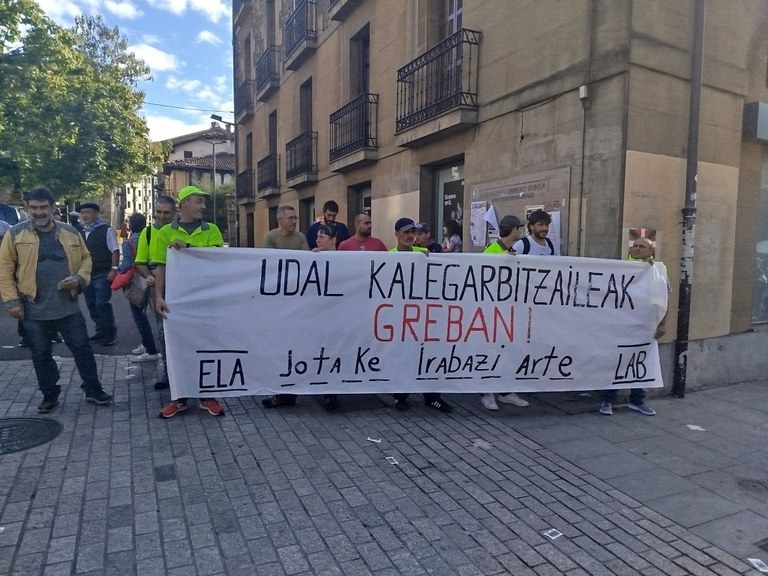 UDAL KALEGARBITZAILEAK
GREBAN!
ELA Jota Ke Irabazi Arte LAB